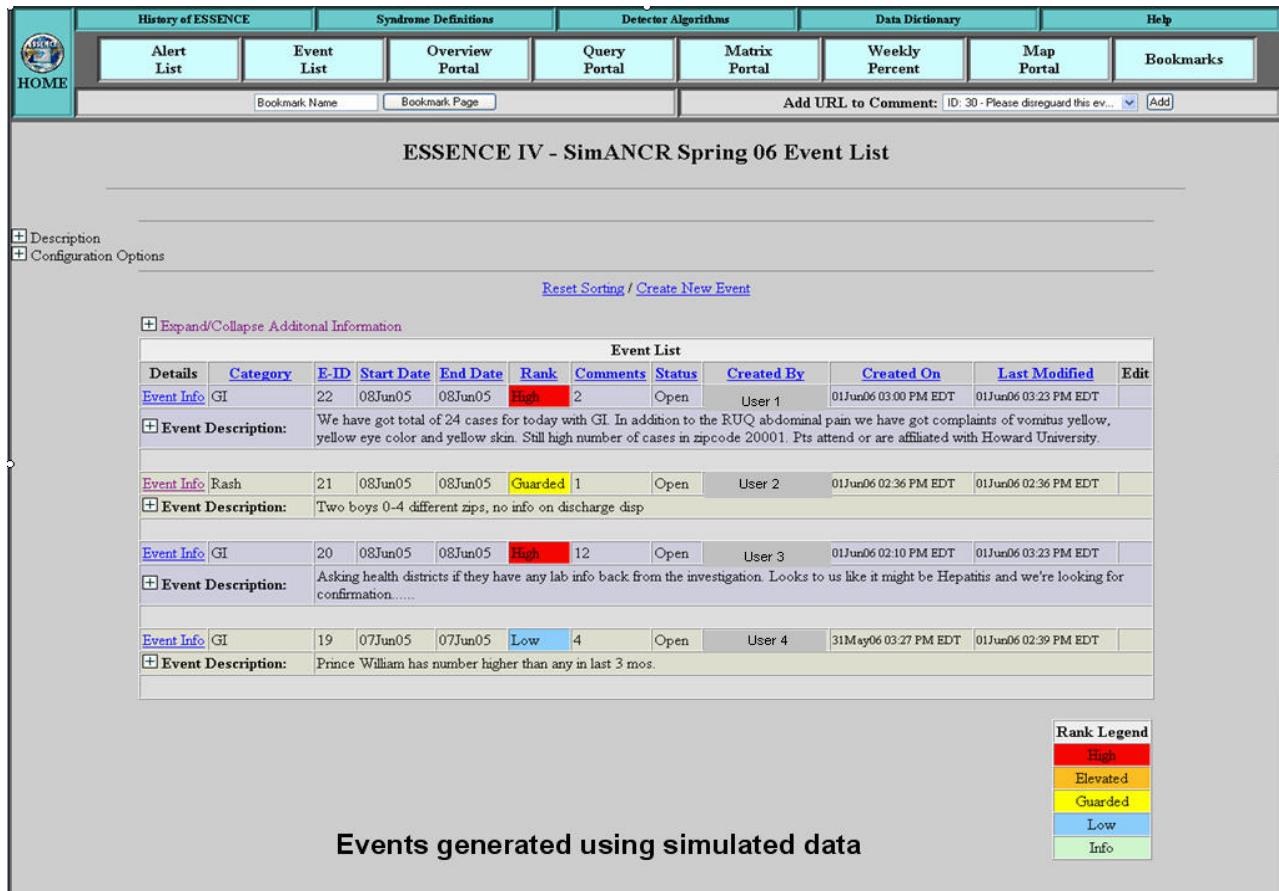 History of ESSENCE Syndrome Definitions Detector Algorithms Data Dictionary Help
ESSENCE
HOME
Alert List Event List Overview Portal Query Portal Matrix Portal Weekly Percent Map Portal Bookmarks
Bookmark Name Bookmark Page Add URL to Comment: ID: 30 - Please disreguard this ev... Add
ESSENCE IV - SimANCR Spring 06 Event List
Description
Configuration Options
Reset Sorting / Create New Event
Expand/Collapse Additonal Information
Event List
Details Category E-ID Start Date End Date Rank Comments Status Created By Created On Last Modified Edit
Event Info GI 22 08Jun05 08Jun05 High 2 Open User 1 01Jun06 03:00 PM EDT 01Jun06 03:23 PM EDT
Event Description: We have got total of 24 cases for today with GI. In addition to the RUQ abdominal pain we have got complaints of vomitus yellow,
yellow eye color and yellow skin. Still high number of cases in zipcode 20001. Pts attend or are affiliated with Howard University.
Event Info Rash 21 08Jun05 08Jun05 Guarded 1 Open User 2 01Jun06 02:36 PM EDT 01Jun06 02:36 PM EDT
Event Description: Two boys 0-4 different zips, no info on discharge disp
Event Info GI 20 08Jun05 08Jun05 High 12 Open User 3 01Jun06 02:10 PM EDT 01Jun06 03:23 PM EDT
Event Description: Asking health districts if they have any lab info back from the investigation. Looks to us like it might be Hepatitis and we're looking for
confirmation......
Event Info GI 19 07Jun05 07Jun05 Low 4 Open User 4 31May06 03:27 PM EDT 01Jun06 02:39 PM EDT
Event Description: Prince William has number higher than any in last 3 mos.
Rank Legend
High
Elevated
Guarded
Low
Info
Events generated using simulated data